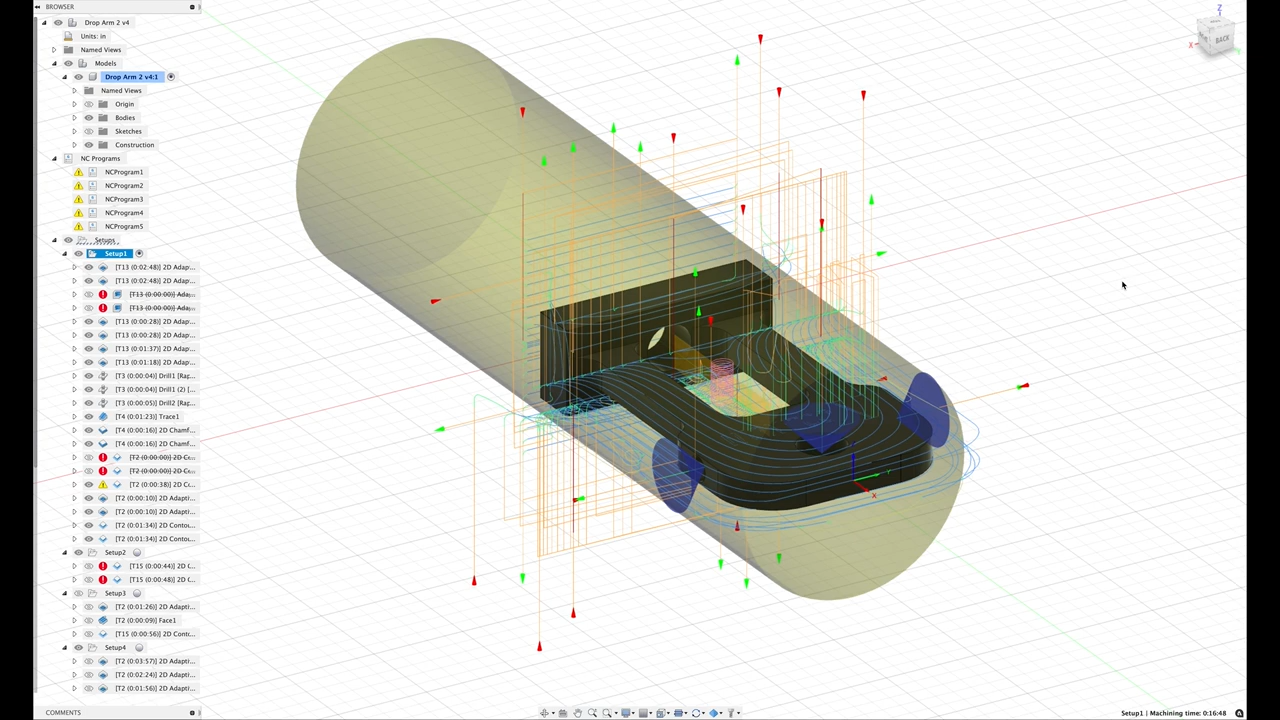 BROWSER
Drop Arm 2 v4
Units: in
Named Views
Models
Drop Arm 2 v4:1
Named Views
Origin
Bodies
Sketches
Construction
NC Programs
NCProgram1
NCProgram2
NCProgram3
NCProgram4
NCProgram5
Setups
Setup1
[T13 (0:02:48)] 2D Adap...
[T13 (0:02:48)] 2D Adap...
[T13 (0:00:00)] Ada...
[T13 (0:00:00)] Ada...
[T13 (0:00:28)] 2D Adap...
[T13 (0:00:28)] 2D Adap...
[T13 (0:01:37)] 2D Adap...
[T13 (0:01:18)] 2D Adap...
[T3 (0:00:04)] Drill1 [Rap...
[T3 (0:00:04)] Drill1 (2) [...
[T3 (0:00:05)] Drill2 [Rap...
[T4 (0:01:23)] Trace1
[T4 (0:00:16)] 2D Chamf...
[T4 (0:00:16)] 2D Chamf...
[T2 (0:00:00)] 2D C...
[T2 (0:00:00)] 2D C...
[T2 (0:00:38)] 2D C...
[T2 (0:00:10)] 2D Adapti...
[T2 (0:00:10)] 2D Adapti...
[T2 (0:01:34)] 2D Contou...
[T2 (0:01:34)] 2D Contou...
Setup2
[T15 (0:00:44)] 2D C...
[T15 (0:00:48)] 2D C...
Setup3
[T2 (0:01:26)] 2D Adapti...
[T2 (0:00:09)] Face1
[T15 (0:00:56)] 2D Conto...
Setup4
[T2 (0:03:57)] 2D Adapti...
[T2 (0:02:24)] 2D Adapti...
[T2 (0:01:56)] 2D Adapti...
COMMENTS
Z
X
BACK
Z
Y
X
Setup1 | Machining time: 0:16:48